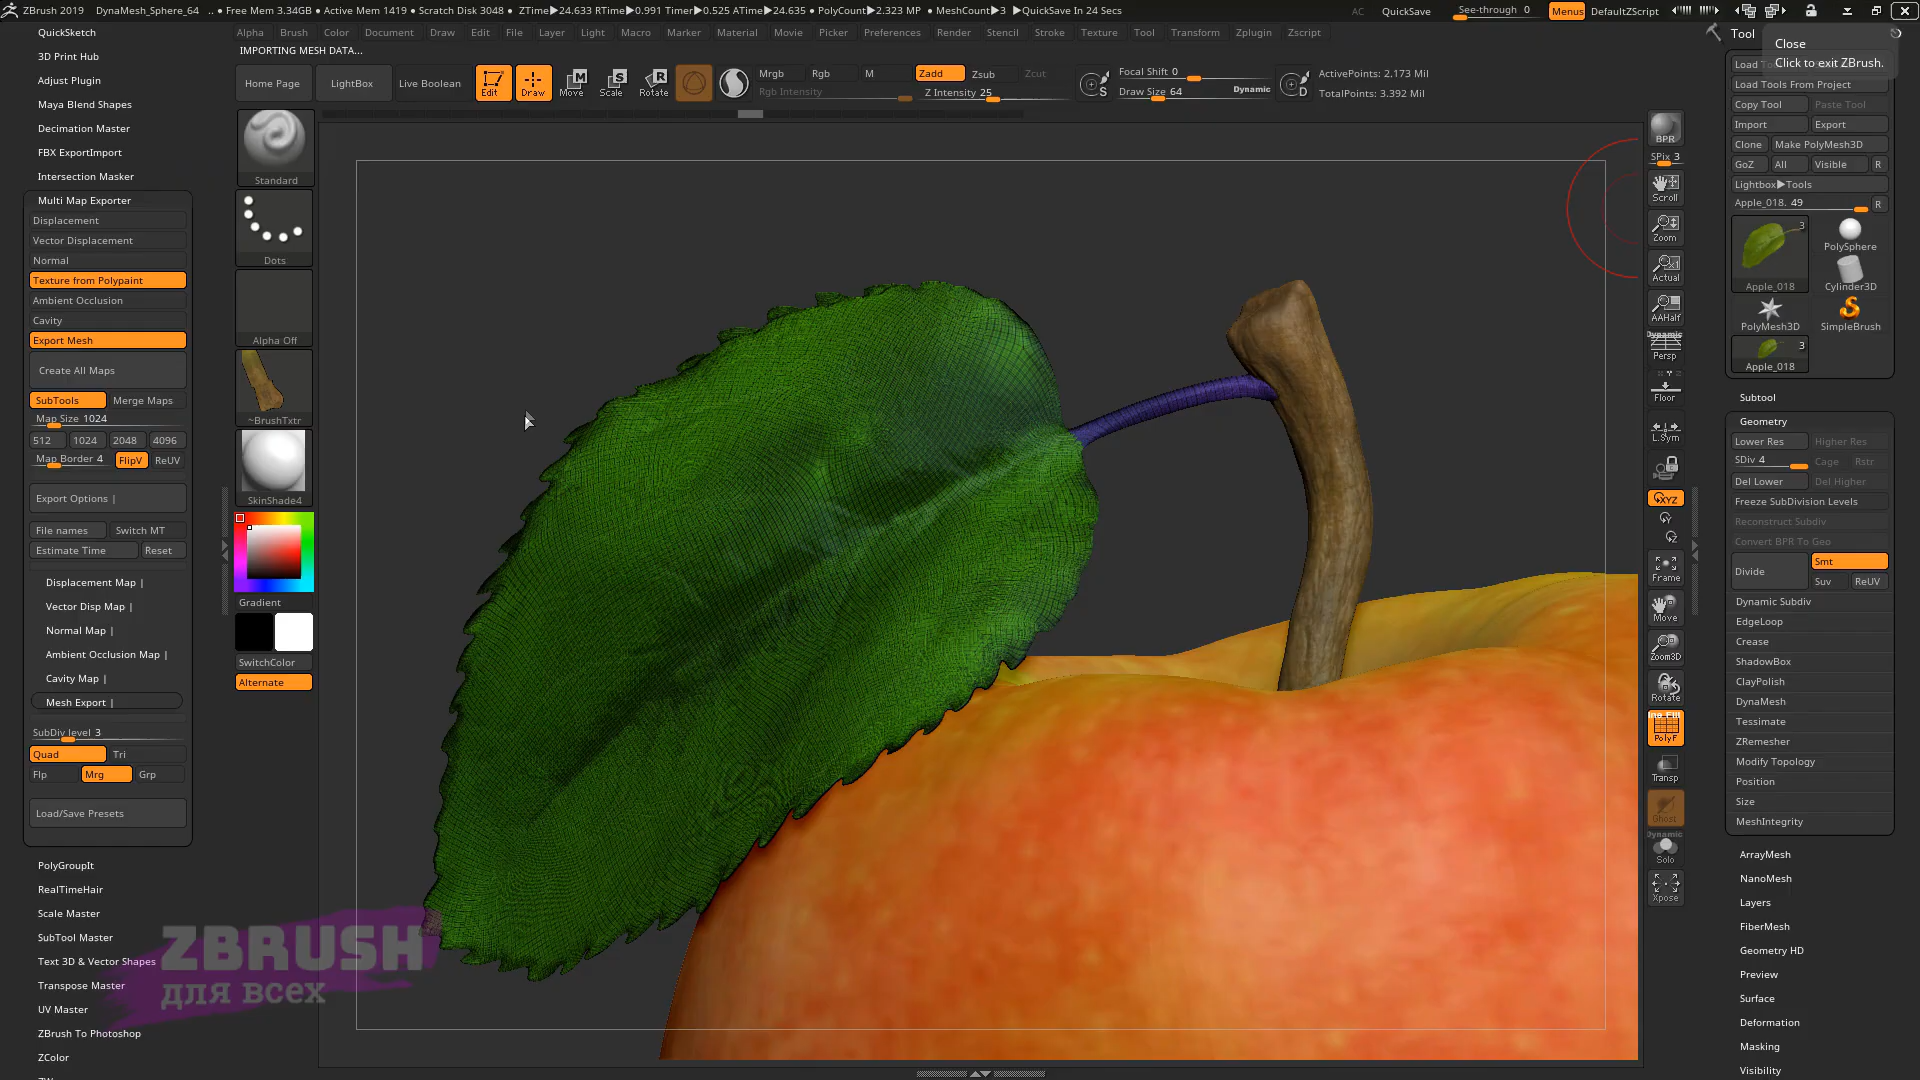 ZBrush 2019 DynaMesh_Sphere_64 .. • Free Mem 3.34GB • Active Mem 1419 • Scratch Disk 3048 • ZTime▶24.633 RTime▶0.991 Timer▶0.525 ATime▶24.635 • PolyCount▶2.323 MP • MeshCount▶3 ▶QuickSave In 24 Secs AC QuickSave See-through 0 Menus DefaultZScript
Alpha Brush Color Document Draw Edit File Layer Light Macro Marker Material Movie Picker Preferences Render Stencil Stroke Texture Tool Transform Zplugin Zscript
IMPORTING MESH DATA...
Home Page LightBox Live Boolean Edit Draw Move Scale Rotate
Mrgb Rgb M Zadd Zsub Zcut
Rgb Intensity Z Intensity 25
S Focal Shift 0
Draw Size 64 Dynamic D
ActivePoints: 2.173 Mil
TotalPoints: 3.392 Mil
QuickSketch
3D Print Hub
Adjust Plugin
Maya Blend Shapes
Decimation Master
FBX ExportImport
Intersection Masker
Multi Map Exporter
Displacement
Vector Displacement
Normal
Texture from Polypaint
Ambient Occlusion
Cavity
Export Mesh
Create All Maps
SubTools Merge Maps
Map Size 1024
512 1024 2048 4096
Map Border 4 FlipV ReUV
Export Options |
File names Switch MT
Estimate Time Reset
Displacement Map |
Vector Disp Map |
Normal Map |
Ambient Occlusion Map |
Cavity Map |
Mesh Export |
SubDiv level 3
Quad Tri
Flp Mrg Grp
Load/Save Presets
PolyGroupIt
RealTimeHair
Scale Master
SubTool Master
Text 3D & Vector Shapes
Transpose Master
UV Master
ZBrush To Photoshop
ZColor
Standard
Dots
Alpha Off
~BrushTxtr
SkinShade4
Gradient
SwitchColor
Alternate
ZBRUSH
для всех
BPR
SPix 3
Scroll
Zoom
Actual
AAHalf
Dynamic
Persp
Floor
L.Sym
XYZ
Frame
Move
Zoom3D
Rotate
PolyF
Transp
Ghost
Dynamic
Solo
Xpose
Tool
Close
Click to exit ZBrush.
Load Tools From Project
Copy Tool Paste Tool
Import Export
Clone Make PolyMesh3D
GoZ All Visible R
Lightbox▶Tools
Apple_018. 49 R
3
Apple_018
PolySphere
Cylinder3D
PolyMesh3D
SimpleBrush
3
Apple_018
Subtool
Geometry
Lower Res Higher Res
SDiv 4 Cage Rstr
Del Lower Del Higher
Freeze SubDivision Levels
Reconstruct Subdiv
Convert BPR To Geo
Divide Smt
Suv ReUV
Dynamic Subdiv
EdgeLoop
Crease
ShadowBox
ClayPolish
DynaMesh
Tessimate
ZRemesher
Modify Topology
Position
Size
MeshIntegrity
ArrayMesh
NanoMesh
Layers
FiberMesh
Geometry HD
Preview
Surface
Deformation
Masking
Visibility